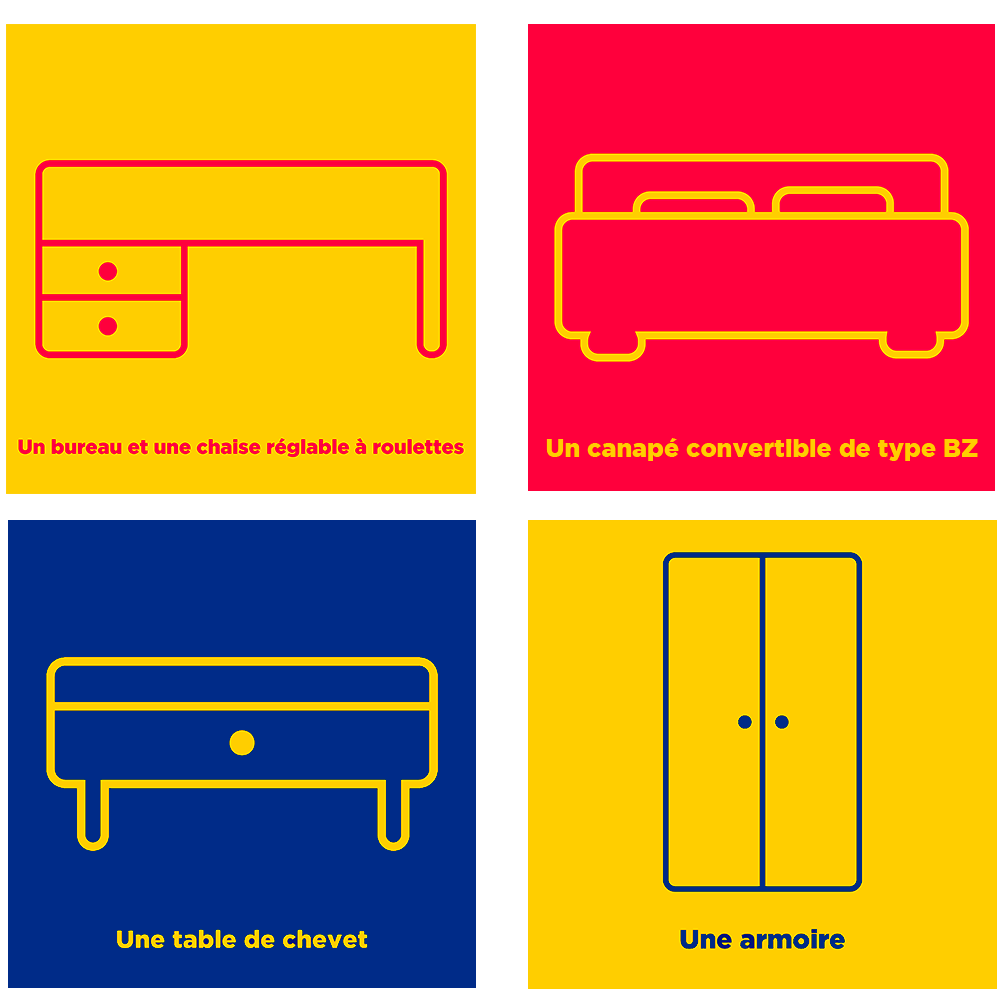 Un bureau et une chaise réglable à roulettes
Un canapé convertible de type BZ
Une table de chevet
Une armoire